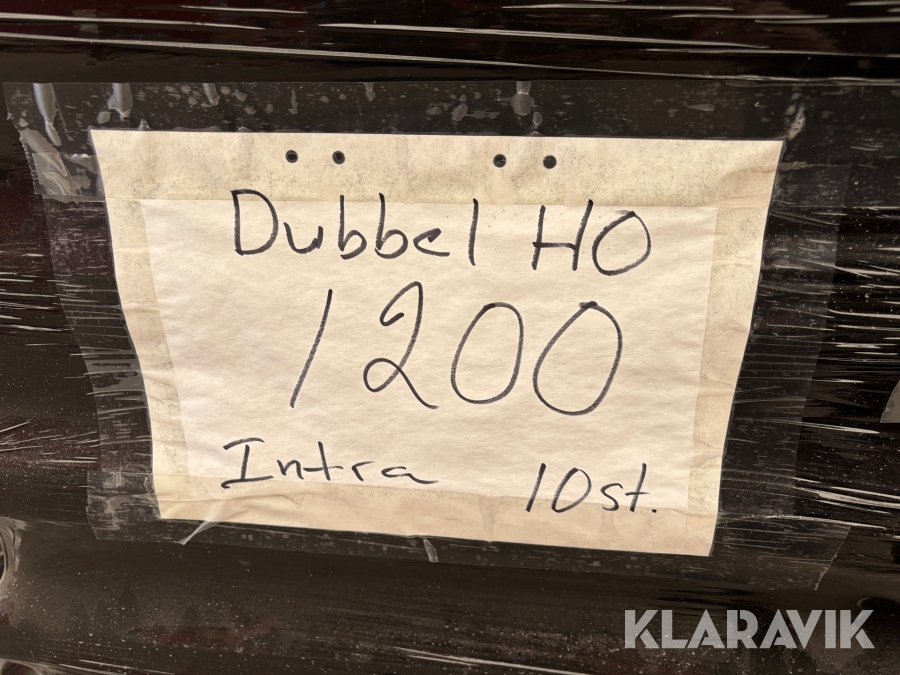 Dubbel HO
1200
Intra 10st.
KLARAVIK